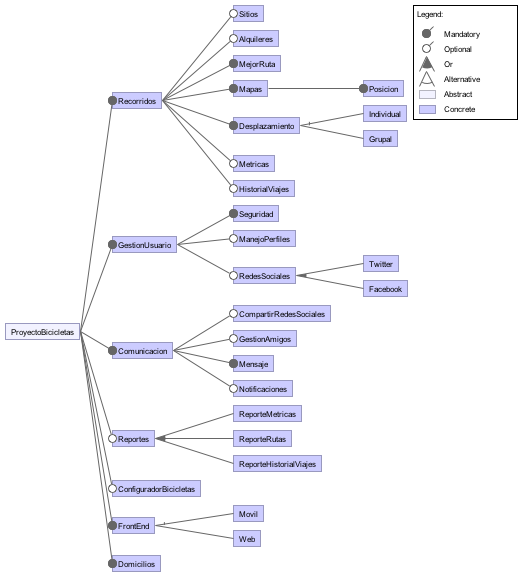 Legend:
Mandatory
Optional
Or
Alternative
Abstract
Concrete
Sitios
Alquileres
MejorRuta
Mapas
Posicion
Recorridos
Individual
Desplazamiento
Grupal
Metricas
HistorialViajes
Seguridad
ManejoPerfiles
GestionUsuario
Twitter
RedesSociales
Facebook
CompartirRedesSociales
ProyectoBicicletas
GestionAmigos
Comunicacion
Mensaje
Notificaciones
ReporteMetricas
Reportes
ReporteRutas
ReporteHistorialViajes
ConfiguradorBicicletas
Movil
FrontEnd
Web
Domicilios